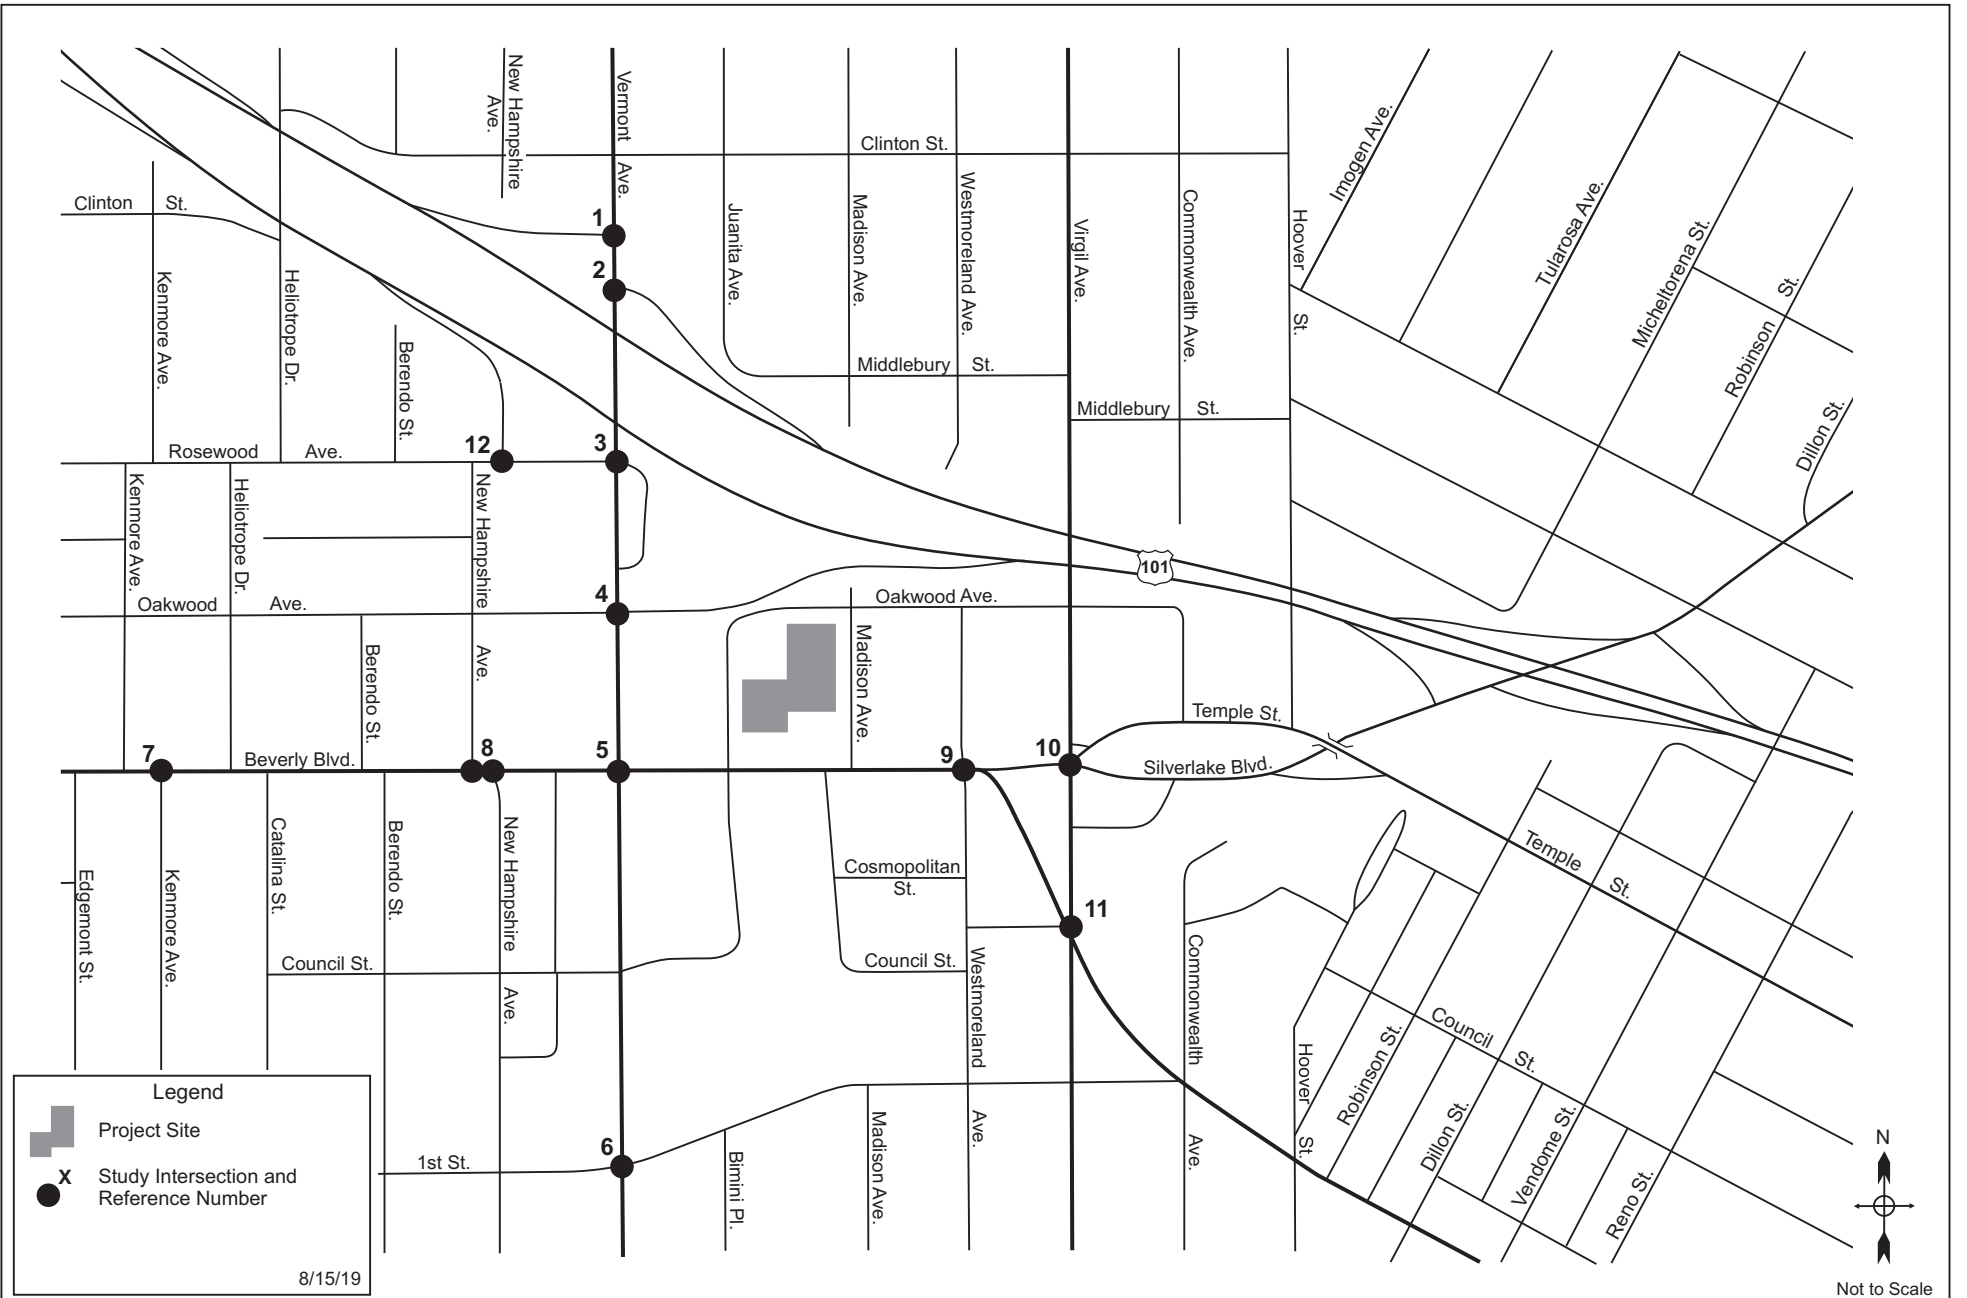 New Hampshire
Ave.
Vermont
Ave.
Clinton St.
Imogen Ave.
Clinton
St.
1
2
Kenmore Ave.
Heliotrope Dr.
Berendo St.
Juanita Ave.
Madison Ave.
Westmoreland Ave.
Virgil Ave.
Commonwealth Ave.
Hoover
St.
Tularosa Ave.
Micheltorena St.
Robinson
St.
Dillon St.
Middlebury
St.
Middlebury
St.
Rosewood
Ave.
12
3
Kenmore Ave.
Heliotrope Dr.
New Hampshire
Ave.
101
Oakwood
Ave.
4
Oakwood Ave.
Berendo St.
Madison Ave.
Temple St.
Silverlake Blvd.
7
Beverly Blvd.
8
5
9
10
Edgemont St.
Kenmore Ave.
Catalina St.
Berendo St.
New Hampshire
Ave.
Cosmopolitan
St.
11
Temple
St.
Council St.
Council St.
Westmoreland
Ave.
Commonwealth
Ave.
Hoover
St.
Robinson St.
Council
St.
Dillon St.
Vendome St.
Reno St.
1st St.
6
Bimini Pl.
Madison Ave.
Legend
Project Site
X
Study Intersection and
Reference Number
8/15/19
N
Not to Scale